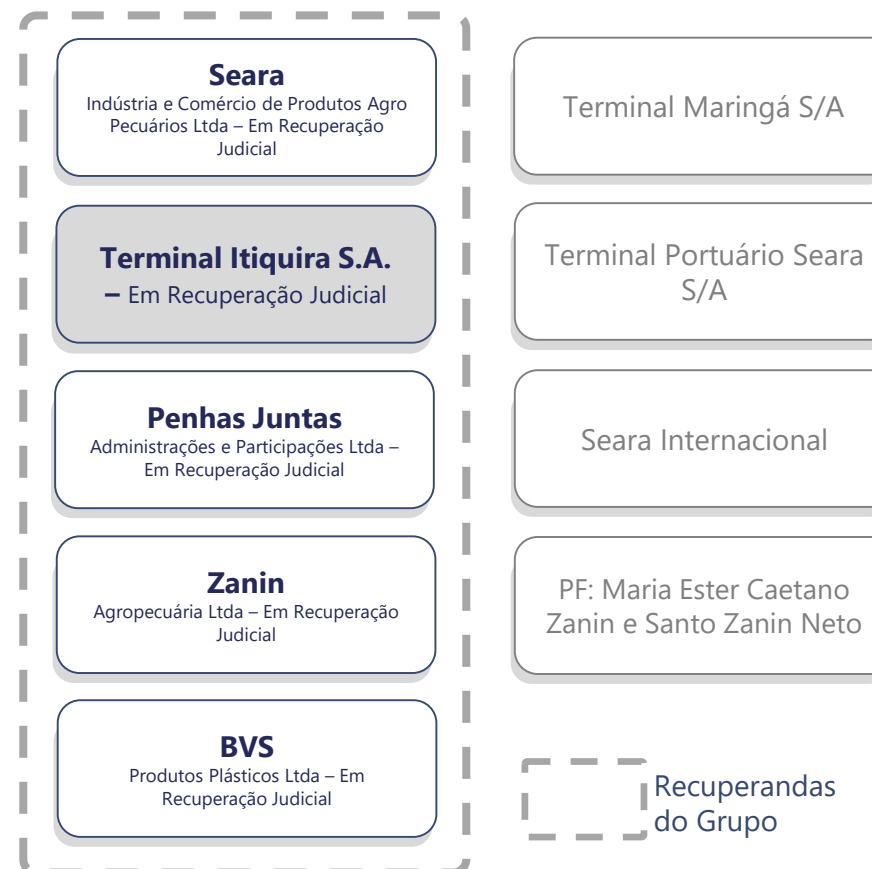 Seara
Indústria e Comércio de Produtos Agro
Pecuários Ltda – Em Recuperação
Judicial
Terminal Itiquira S.A.
– Em Recuperação Judicial
Penhas Juntas
Administrações e Participações Ltda –
Em Recuperação Judicial
Zanin
Agropecuária Ltda – Em Recuperação
Judicial
BVS
Produtos Plásticos Ltda – Em
Recuperação Judicial
Terminal Maringá S/A
Terminal Portuário Seara
S/A
Seara Internacional
PF: Maria Ester Caetano
Zanin e Santo Zanin Neto
Recuperandas
do Grupo